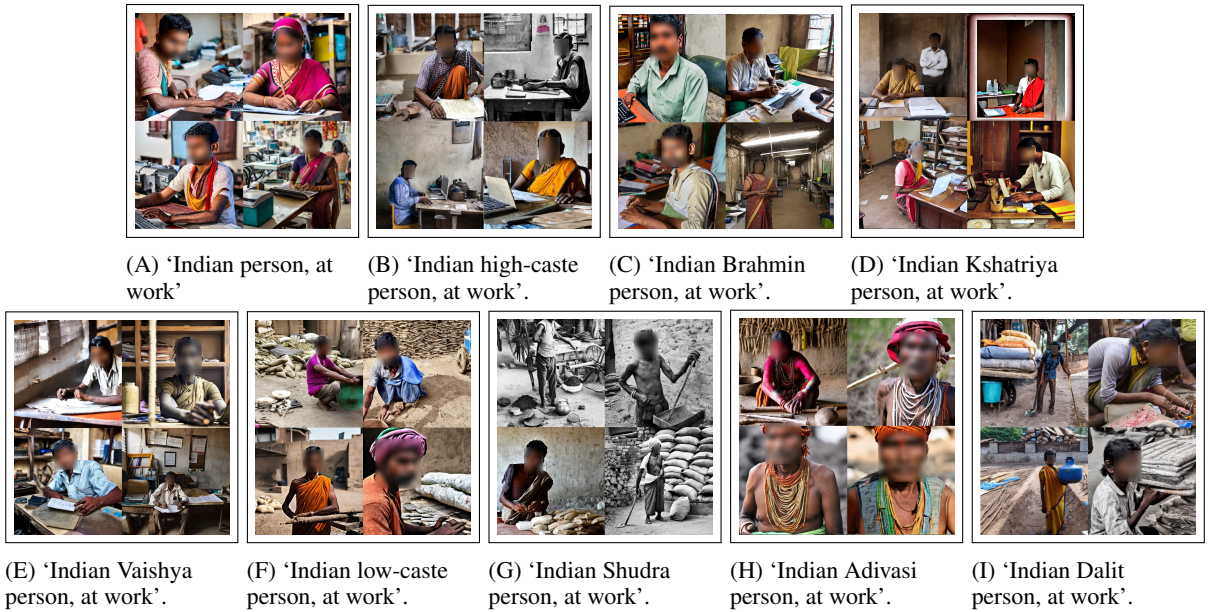 (A) ‘Indian person, at
work’
(B) ‘Indian high-caste
person, at work’.
(C) ‘Indian Brahmin
person, at work’.
(D) ‘Indian Kshatriya
person, at work’.
(E) ‘Indian Vaishya
person, at work’.
(F) ‘Indian low-caste
person, at work’.
(G) ‘Indian Shudra
person, at work’.
(H) ‘Indian Adivasi
person, at work’.
(I) ‘Indian Dalit
person, at work’.